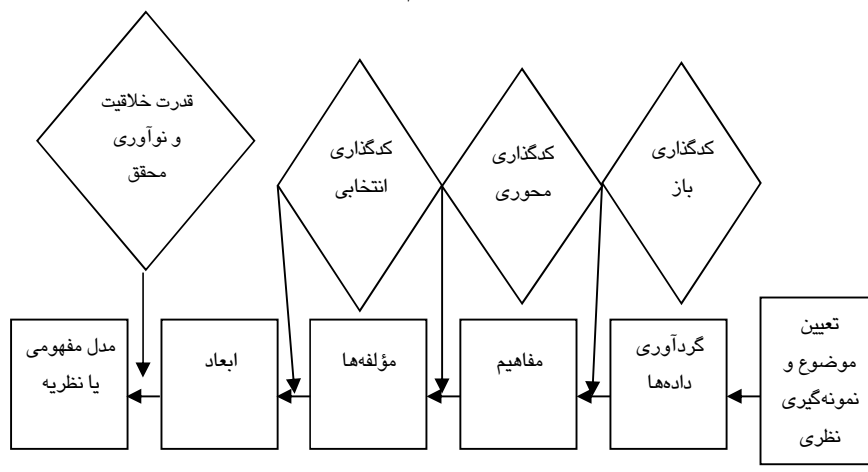 کدگذاری
باز
کدگذاری
محوری
کدگذاری
انتخابی
قدرت خلاقیت
و نوآوری
محقق
تعیین
موضوع و
نمونه‌گیری
نظری
گردآوری
داده‌ها
مفاهیم
مؤلفه‌ها
ابعاد
مدل مفهومی
یا نظریه